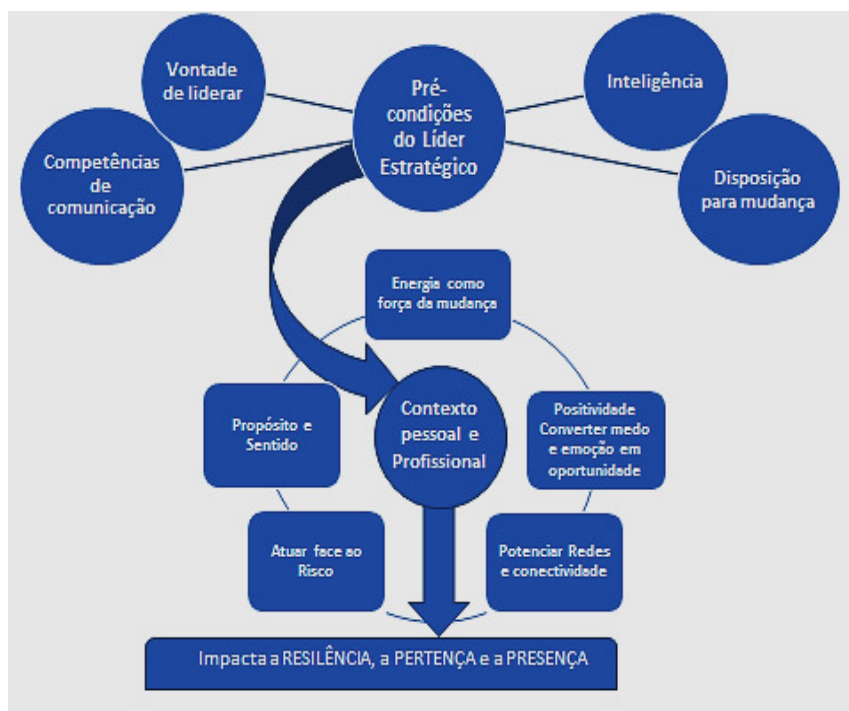 Vontade
de liderar
Competências
de
comunicação
Pré-
condições
do Líder
Estratégico
Inteligência
Disposição
para mudança
Energia como
força da mudança
Propósito e
Sentido
Contexto
pessoal e
Profissional
Positividade
Converter medo
e emoção em
oportunidade
Atuar face ao
Risco
Potenciar Redes
e conectividade
Impacta a RESILÊNCIA, a PERTENÇA e a PRESENÇA